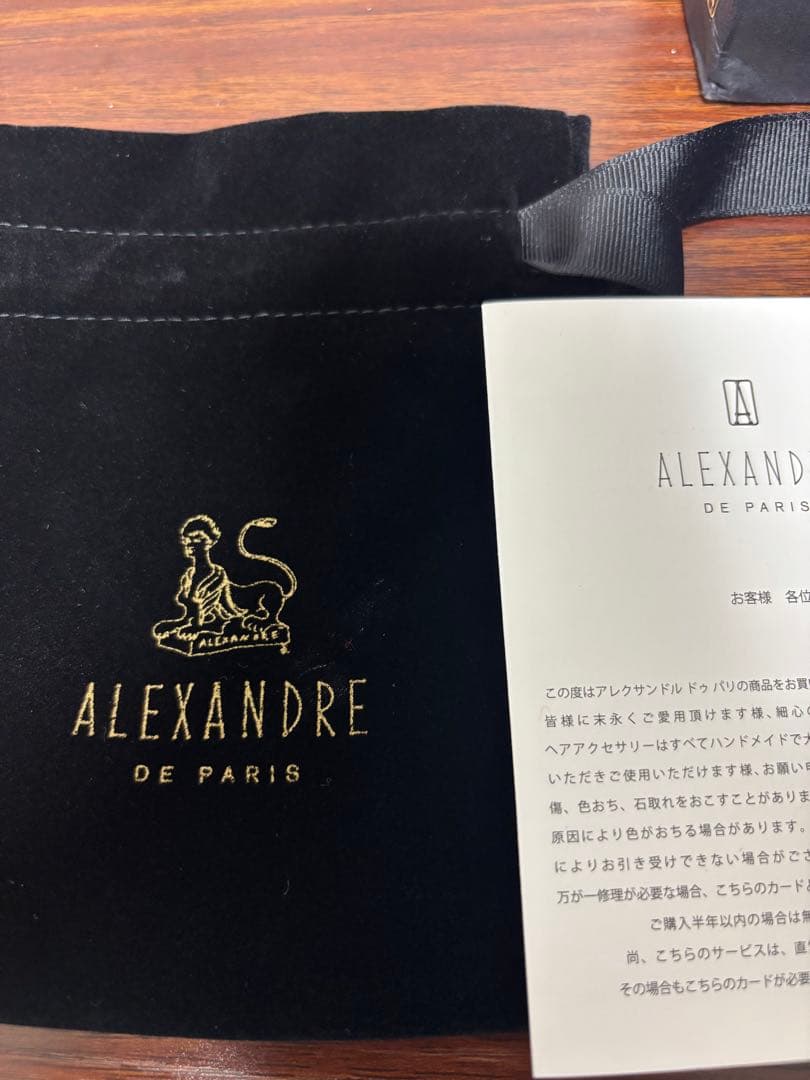 ALEXANDRE
ALEXANDRE
DE PARIS
A
ALEXAND
DE PARIS
お客様 各位
この度はアレクサンドル ドゥ パリの商品をお買
皆様に末永くご愛用頂けます様、細心の
ヘアアクセサリーはすべてハンドメイドで大
いただきご使用いただけます様、お願い申
傷、色おち、石取れをおこすことがありま
原因により色がおちる場合があります。
によりお引き受けできない場合がござ
万が一修理が必要な場合、こちらのカードと
ご購入半年以内の場合は無
尚、こちらのサービスは、直
その場合もこちらのカードが必要